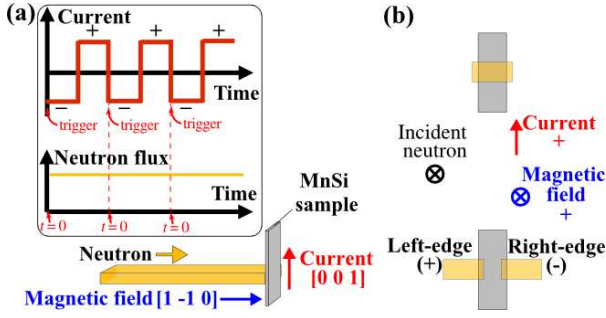 (a)
Current
+ + +
Time
− − −
trigger trigger trigger
Neutron flux
Time
t = 0 t = 0 t = 0
MnSi
sample
Neutron
Current
[0 0 1]
Magnetic field [1 -1 0]
(b)
Current
+
Incident
neutron
Magnetic
field
+
Left-edge Right-edge
(+) (-)